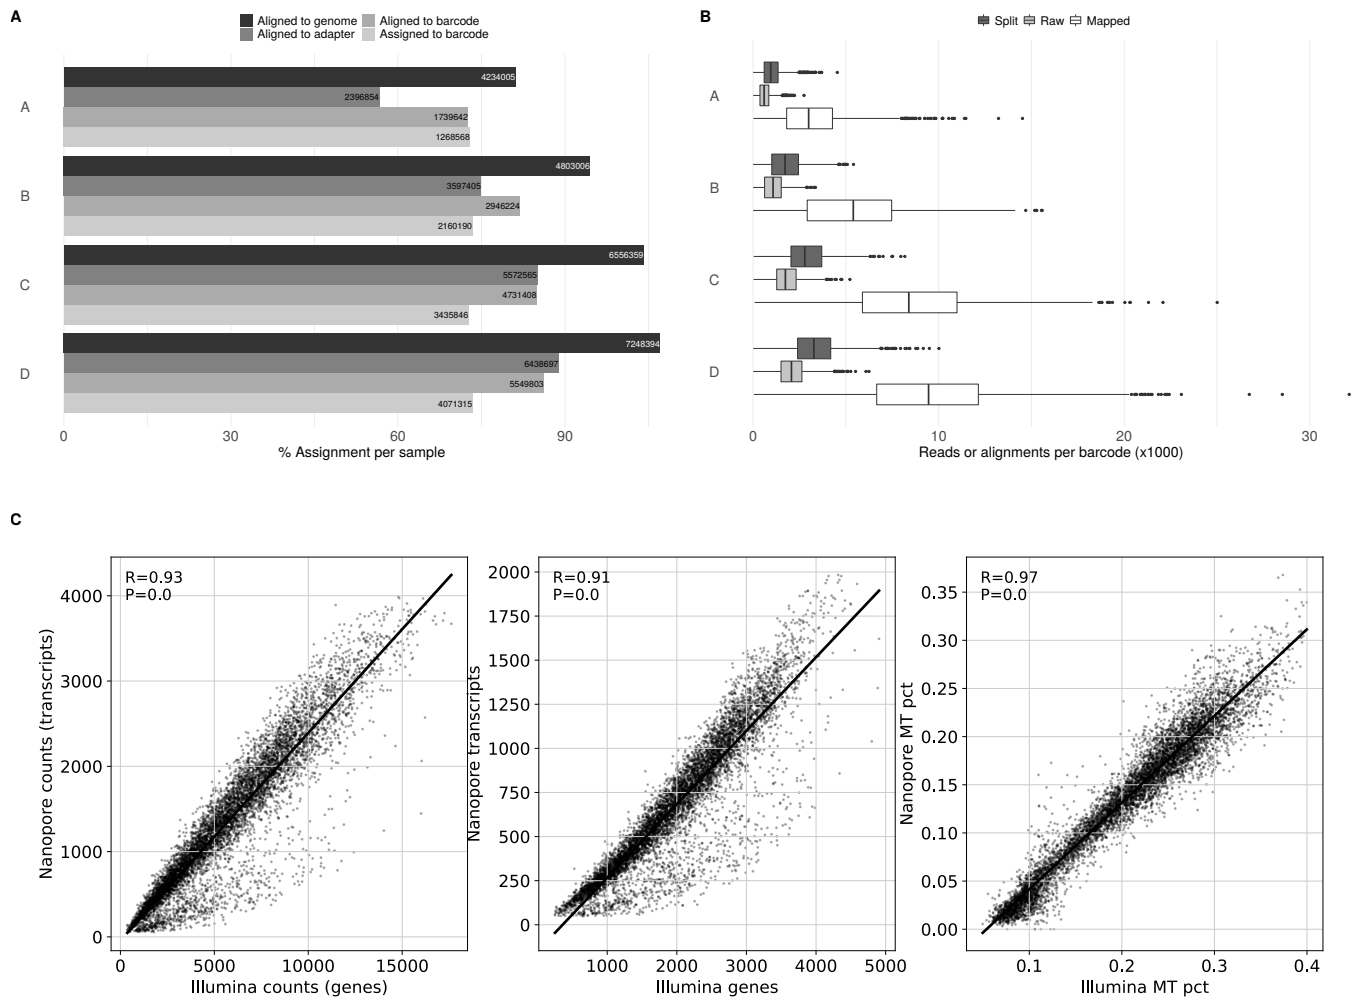 A
Aligned to genome
Aligned to barcode
Aligned to adapter
Assigned to barcode
A
4234005
2396854
1739642
1268568
B
4803006
3597405
2946224
2160190
C
6556359
5572565
4731408
3435846
D
7248394
6438697
5549803
4071315
0 30 60 90
% Assignment per sample
B
Split Raw Mapped
A
B
C
D
0 10 20 30
Reads or alignments per barcode (x1000)
C
R=0.93
P=0.0
4000
3000
2000
1000
0
Nanopore counts (transcripts)
0 5000 10000 15000
Illumina counts (genes)
R=0.91
P=0.0
2000
1750
1500
1250
1000
750
500
250
0
Nanopore transcripts
1000 2000 3000 4000 5000
Illumina genes
R=0.97
P=0.0
0.35
0.30
0.25
0.20
0.15
0.10
0.05
0.00
Nanopore MT pct
0.1 0.2 0.3 0.4
Illumina MT pct